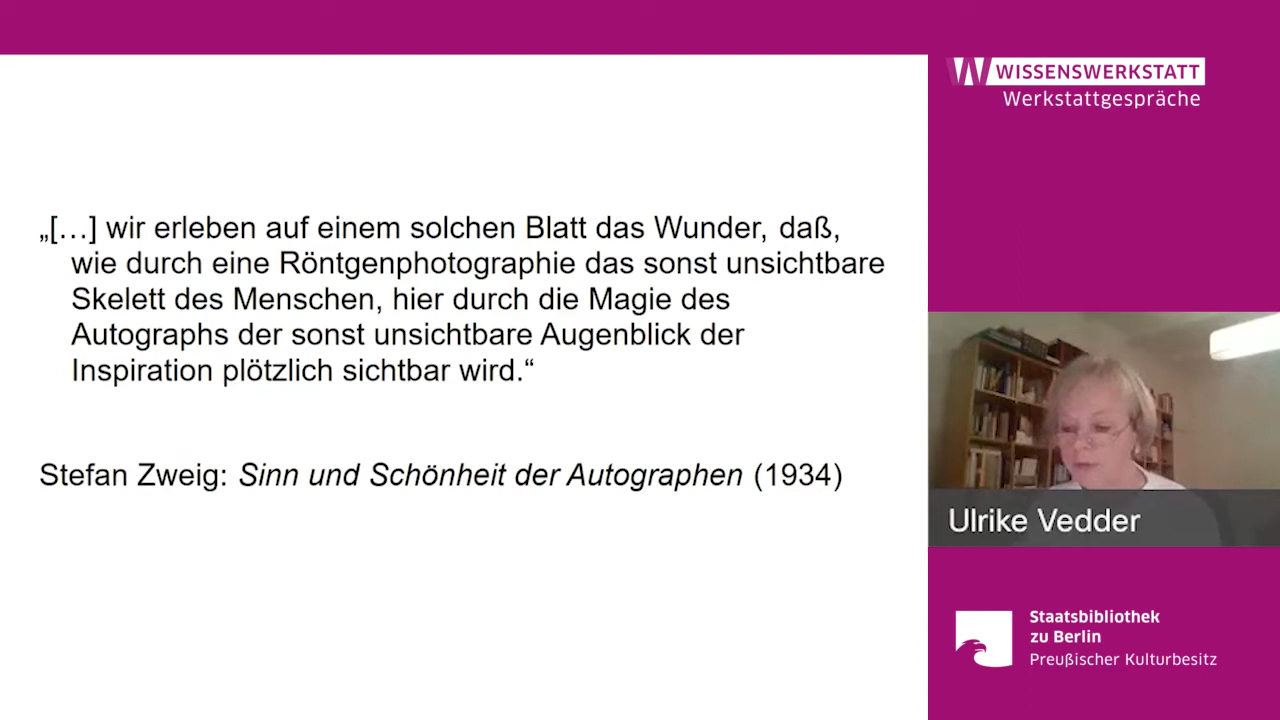 „[…] wir erleben auf einem solchen Blatt das Wunder, daß,
wie durch eine Röntgenphotographie das sonst unsichtbare
Skelett des Menschen, hier durch die Magie des
Autographs der sonst unsichtbare Augenblick der
Inspiration plötzlich sichtbar wird.“
Stefan Zweig: Sinn und Schönheit der Autographen (1934)
WISSENSWERKSTATT
Werkstattgespräche
Ulrike Vedder
Staatsbibliothek
zu Berlin
Preußischer Kulturbesitz